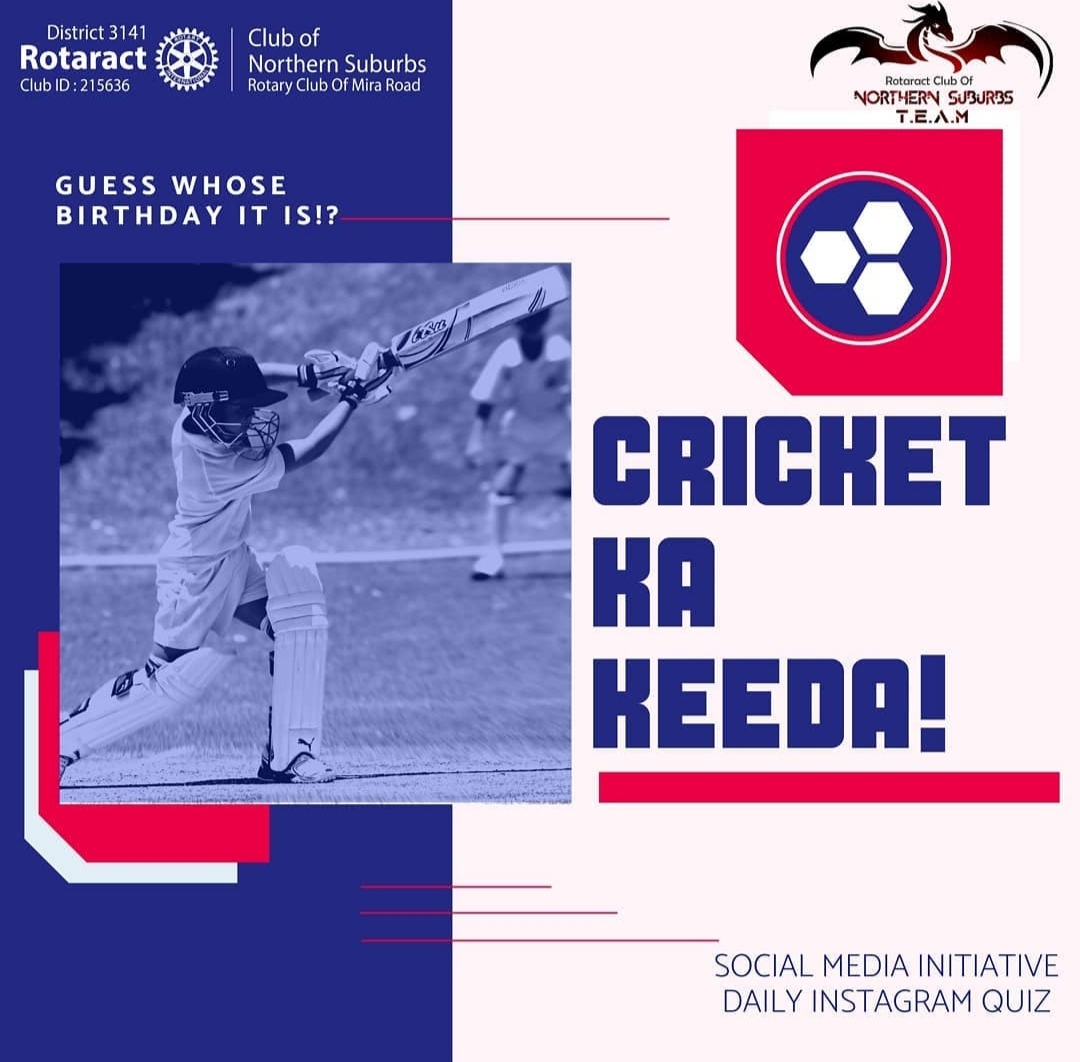 District 3141
Rotaract
Club ID : 215636
Club of
Northern Suburbs
Rotary Club Of Mira Road
Rotaract Club Of
NORTHERN SUBURBS
T.E.A.M
GUESS WHOSE
BIRTHDAY IT IS!?
CRICKET
KA
KEEDA!
SOCIAL MEDIA INITIATIVE
DAILY INSTAGRAM QUIZ